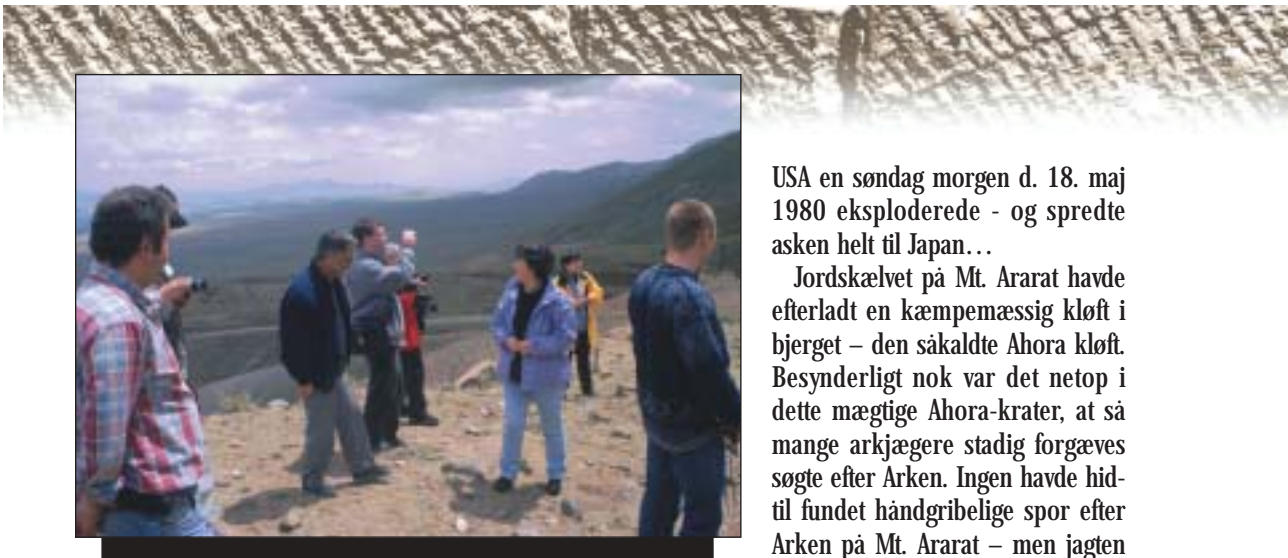 USA en søndag morgen d. 18. maj
1980 eksploderede - og spredte
asken helt til Japan…
Jordskælvet på Mt. Ararat havde
efterladt en kæmpemæssig kløft i
bjerget – den såkaldte Ahora kløft.
Besynderligt nok var det netop i
dette mægtige Ahora-krater, at så
mange arkjægere stadig forgæves
søgte efter Arken. Ingen havde hid-
til fundet håndgribelige spor efter
Arken på Mt. Ararat – men jagten